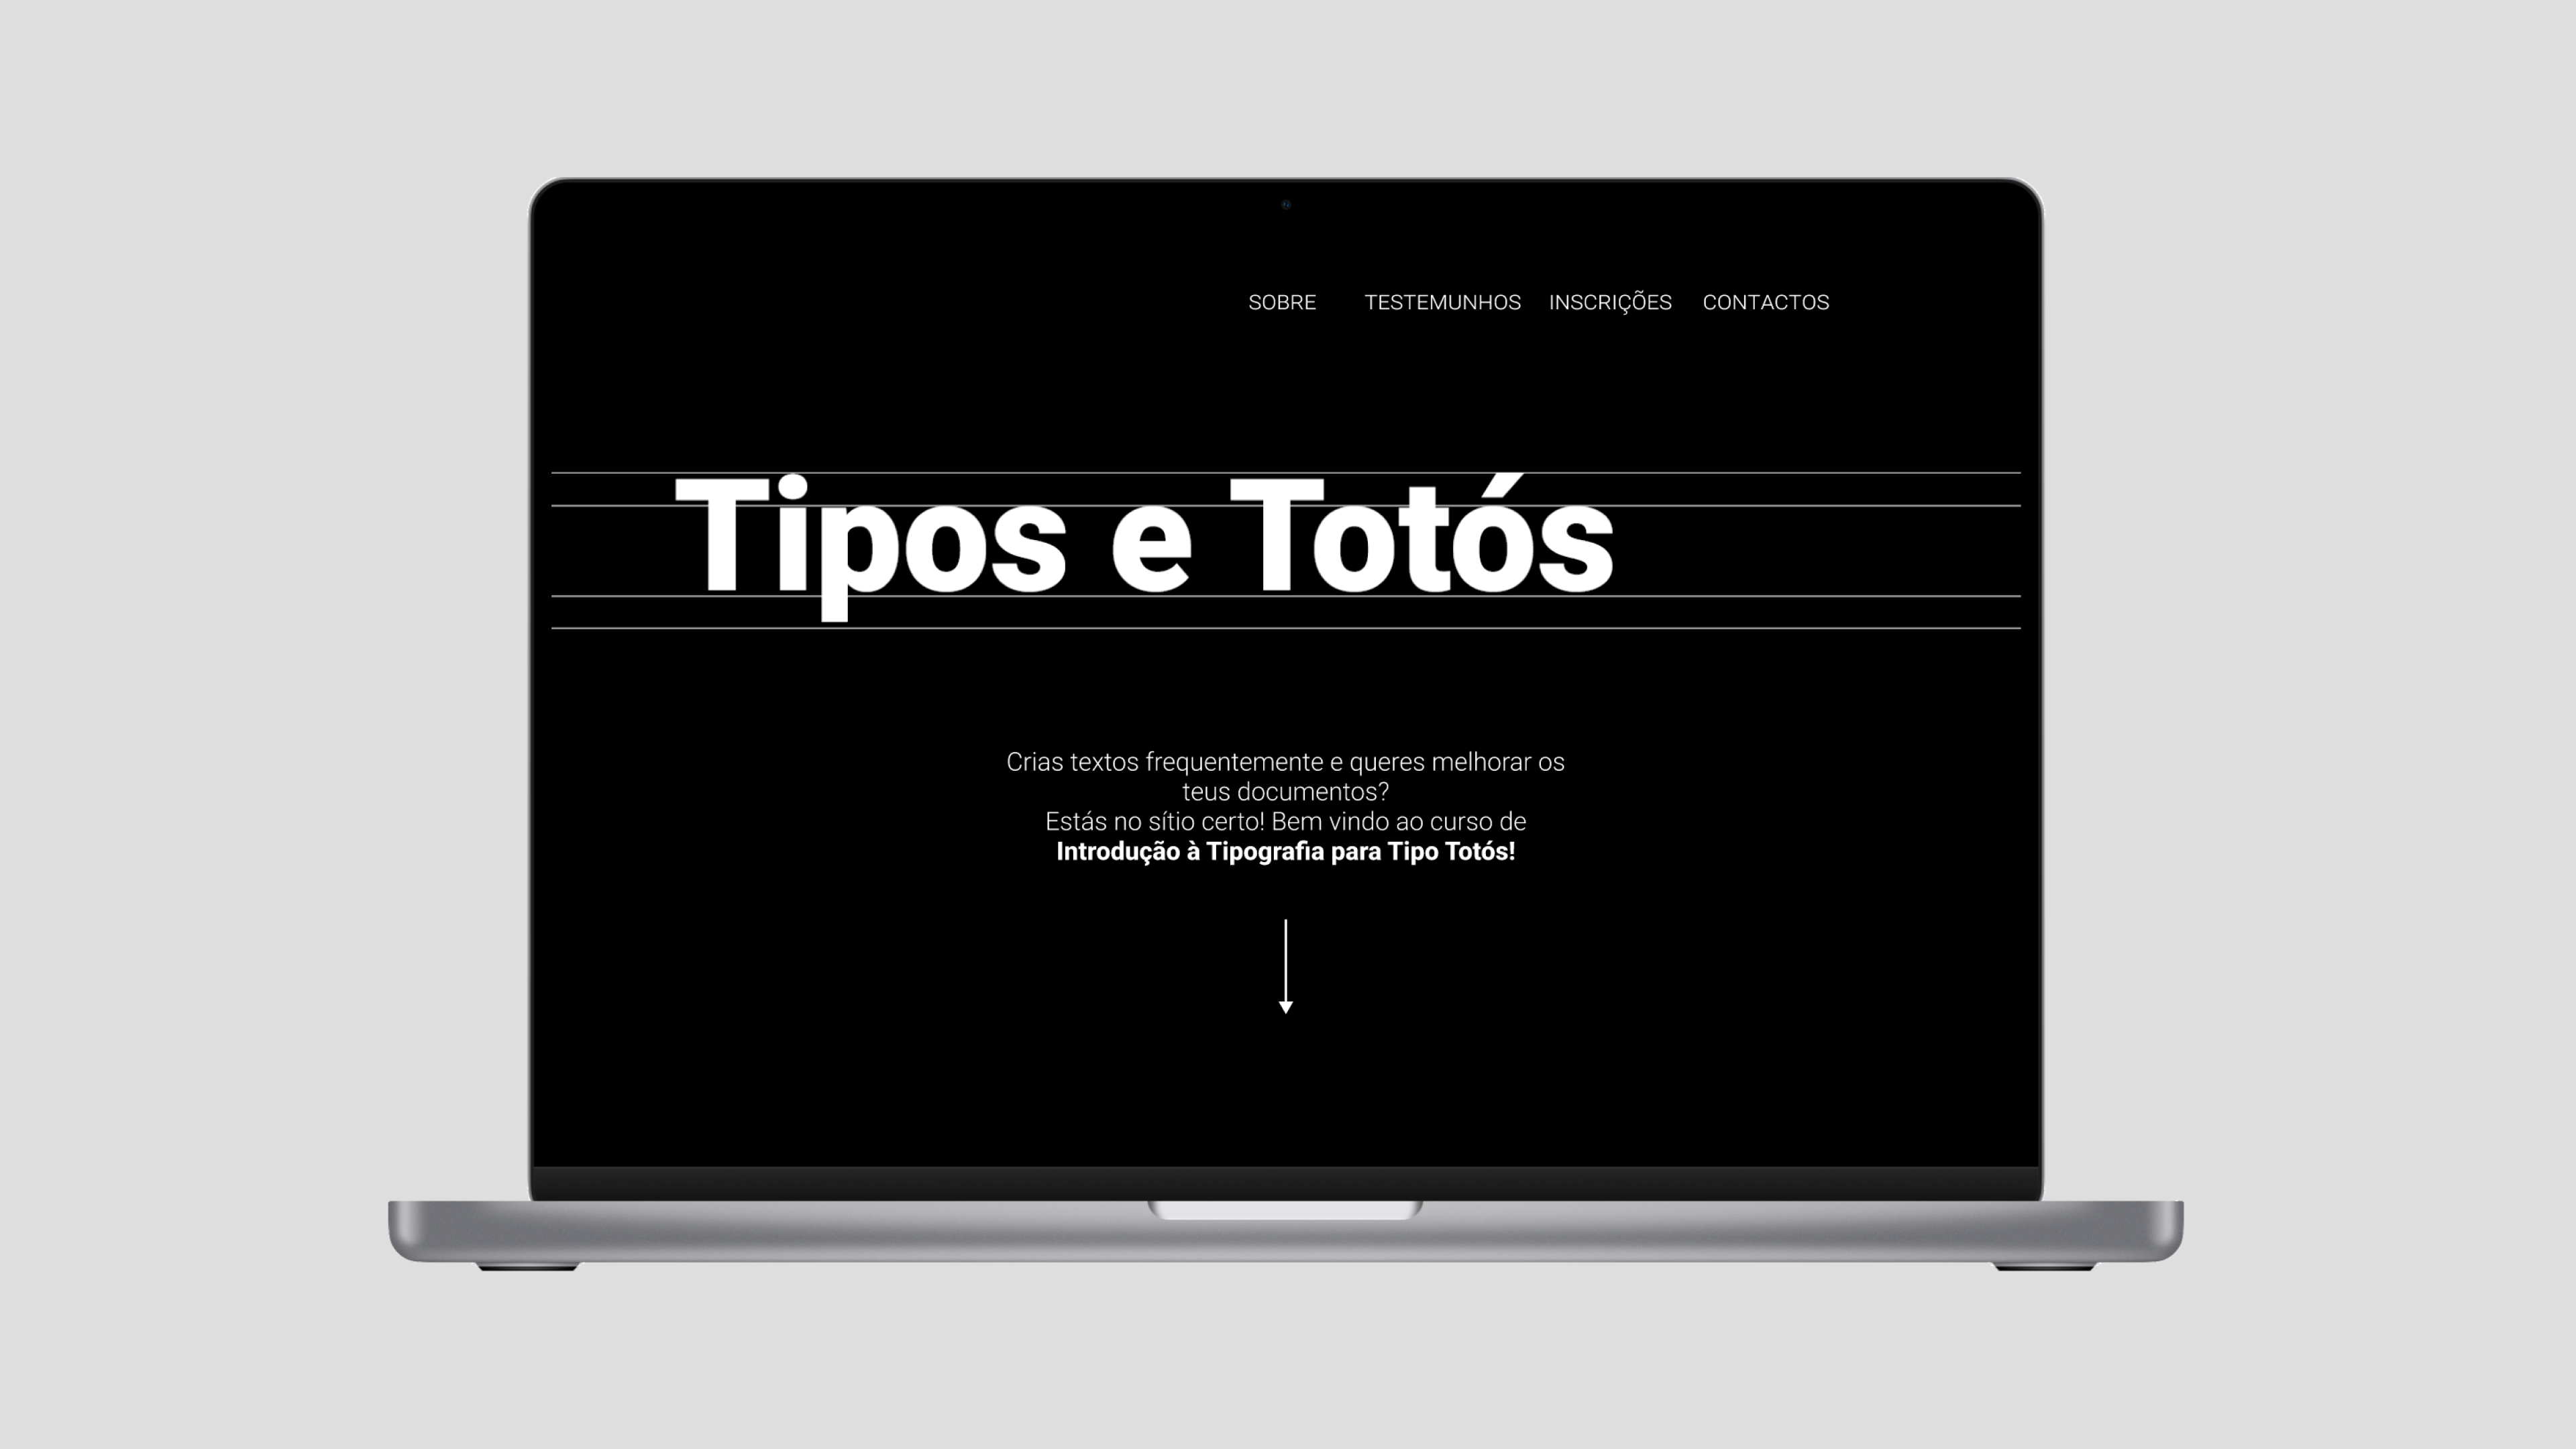 SOBRE TESTEMUNHOS INSCRIÇÕES CONTACTOS
Tipos e Totós
Crias textos frequentemente e queres melhorar os
teus documentos?
Estás no sítio certo! Bem vindo ao curso de
Introdução à Tipografia para Tipo Totós!